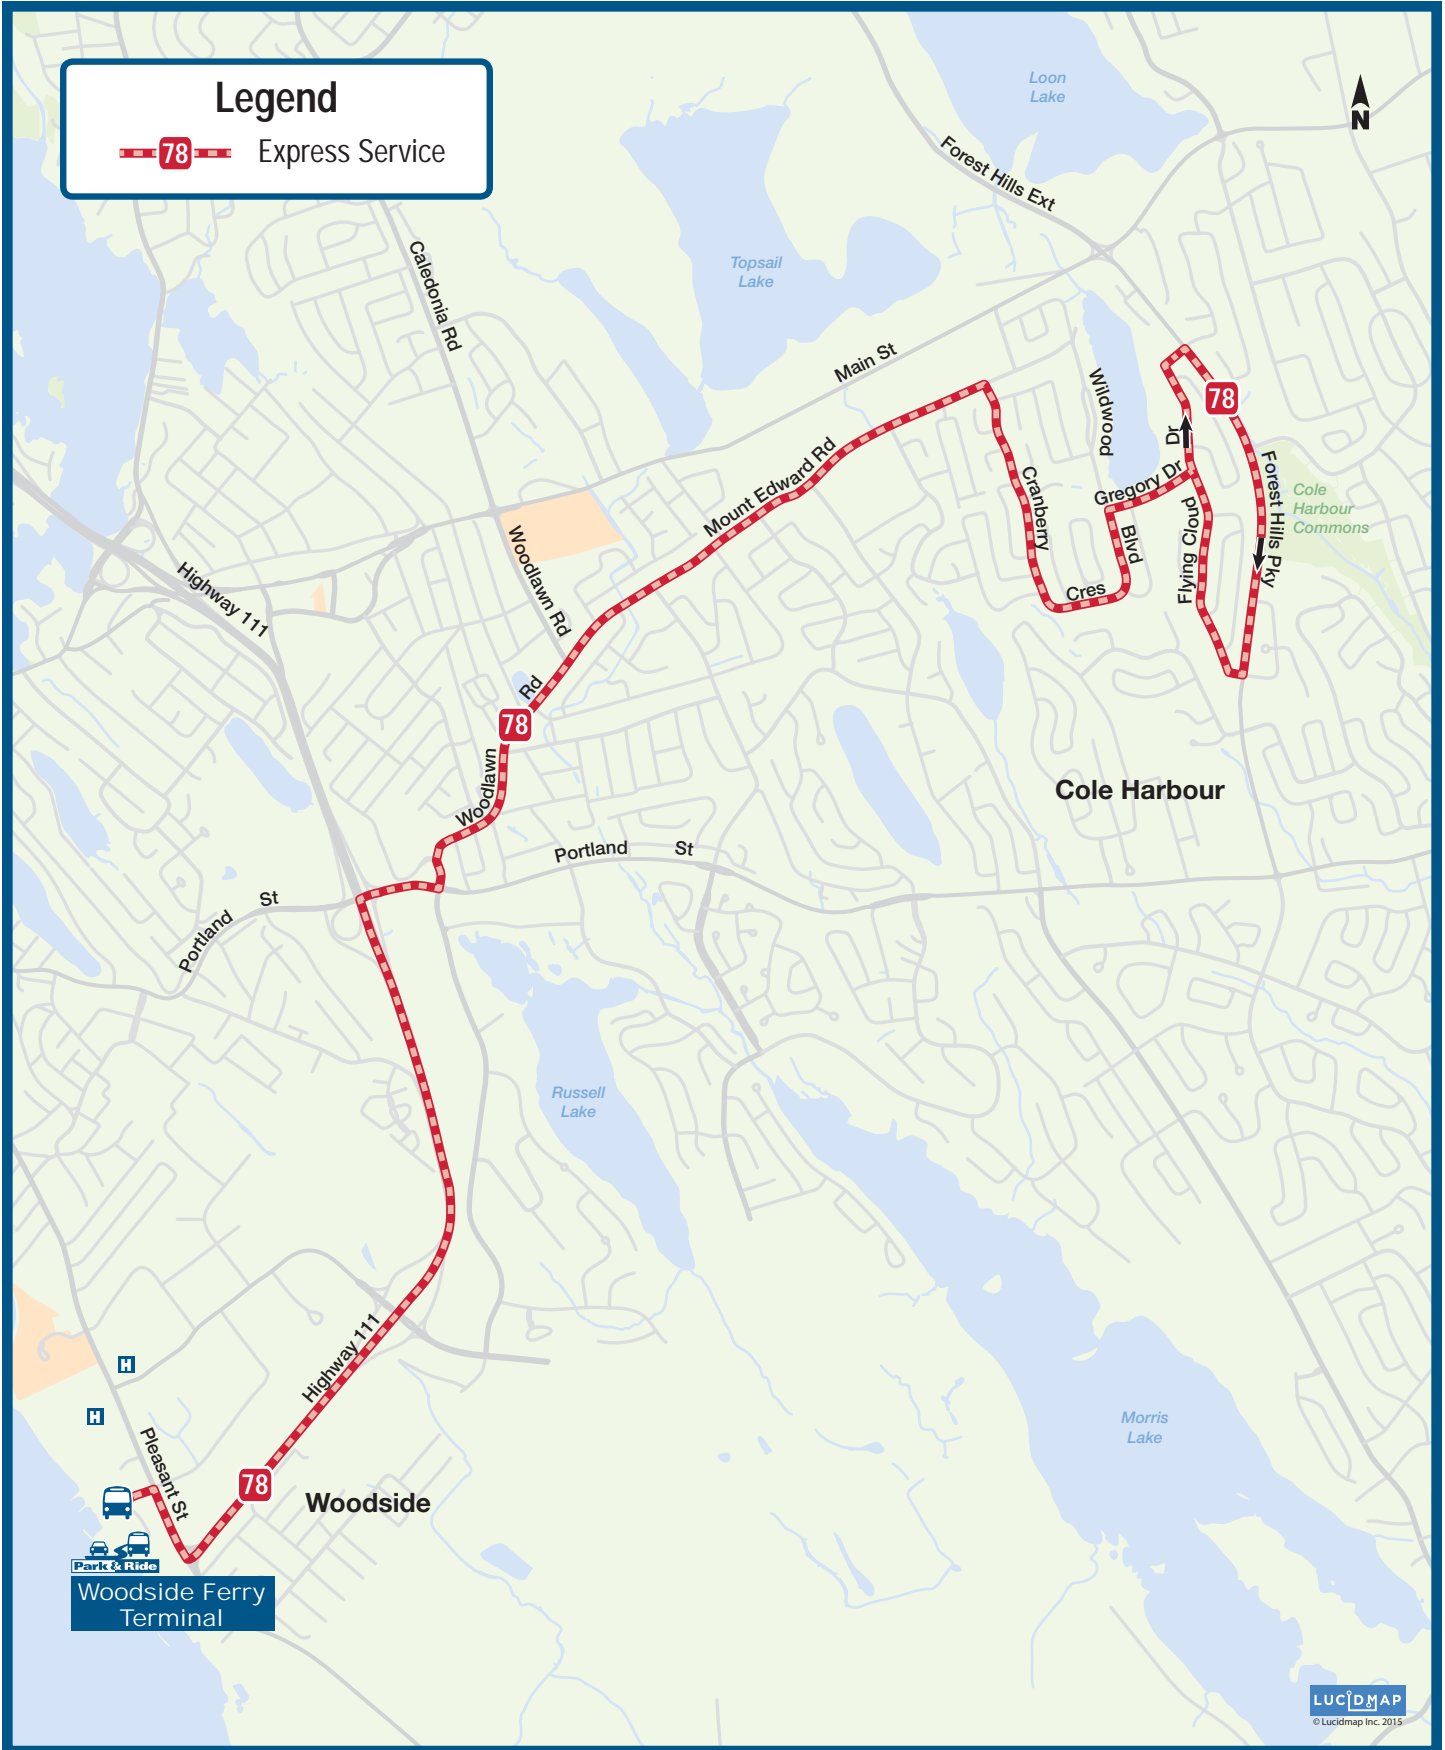 Legend
78 Express Service
Loon
Lake
N
Forest Hills Ext
Caledonia Rd
Topsail
Lake
Main St
Wildwood
78
Dr
Mount Edward Rd
Forest Hills Pky
Cole
Harbour
Commons
Cranberry
Gregory Dr
Flying Cloud
Blvd
Cres
Woodlawn Rd
Highway 111
Rd
78
Woodlawn
Cole Harbour
Portland St
Portland St
Russell
Lake
Highway 111
H
H
Morris
Lake
Pleasant St
78
Woodside
Park & Ride
Woodside Ferry
Terminal
LUCIDMAP
© Lucidmap Inc. 2015